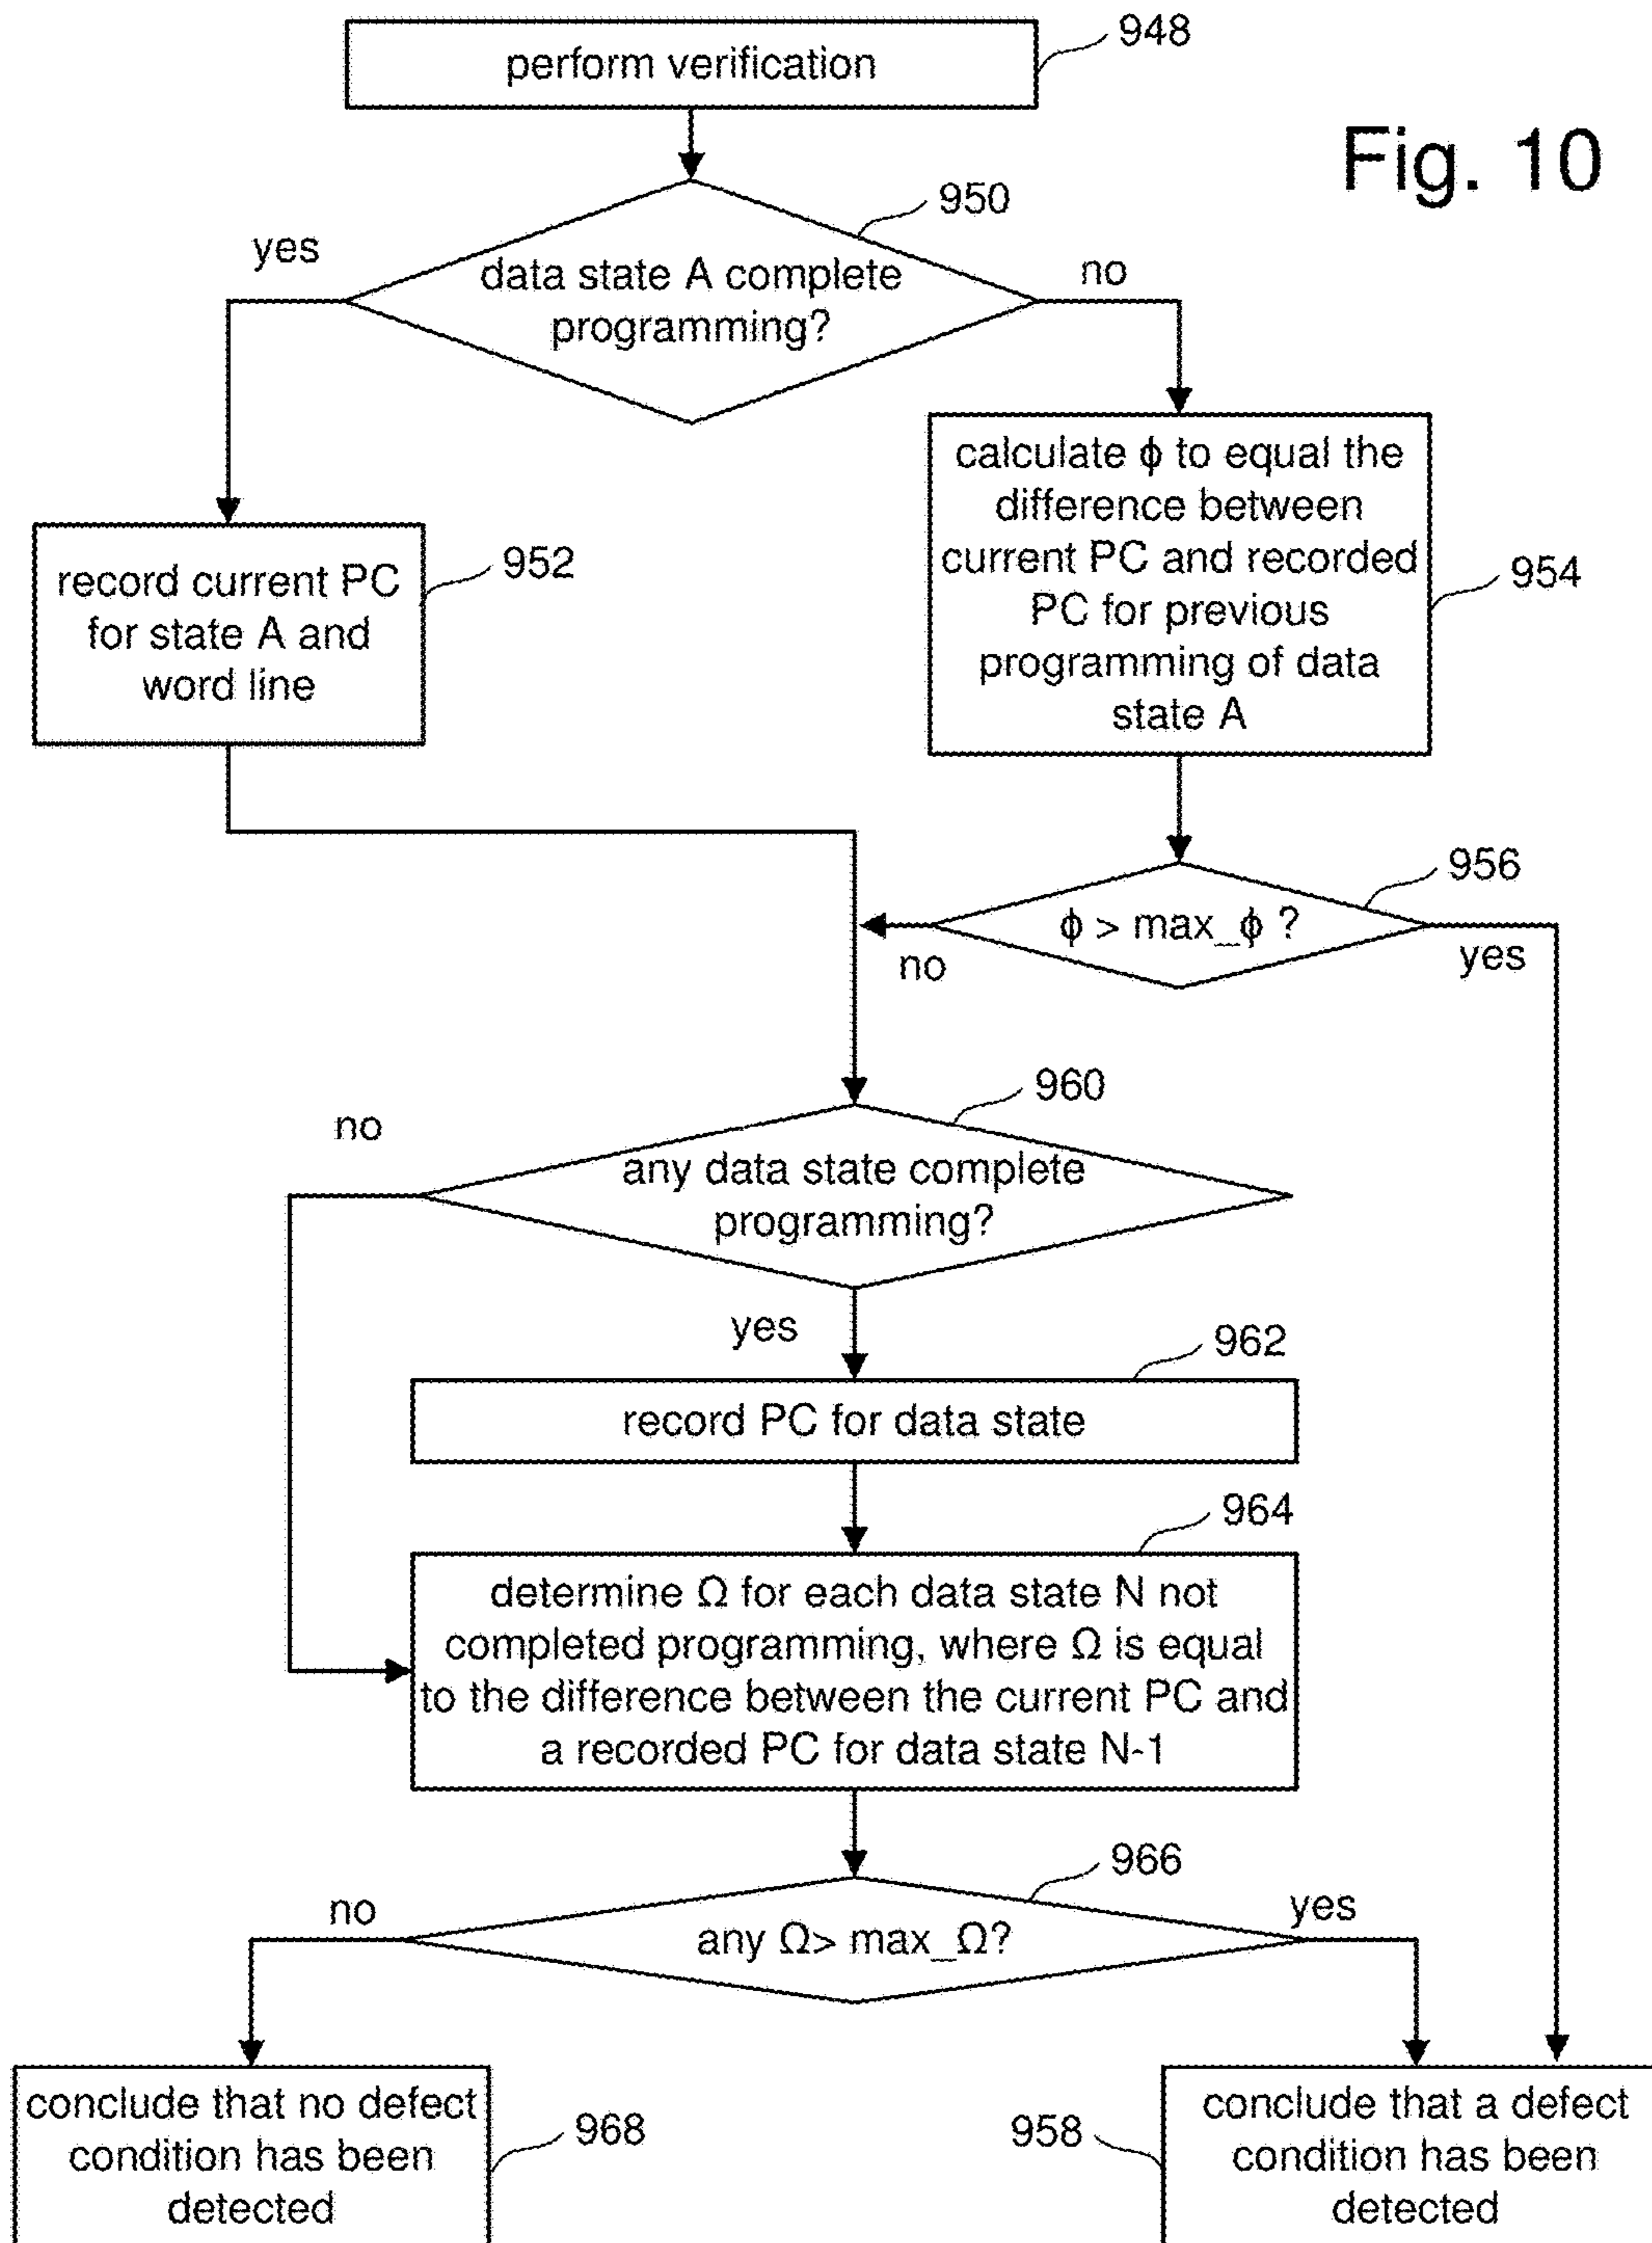 perform verification
948
Fig. 10
950
yes
data state A complete
programming?
no
record current PC
for state A and
word line
952
calculate ϕ to equal the
difference between
current PC and recorded
PC for previous
programming of data
state A
954
956
ϕ > max_ϕ ?
no
yes
960
no
any data state complete
programming?
yes
962
record PC for data state
964
determine Ω for each data state N not
completed programming, where Ω is equal
to the difference between the current PC and
a recorded PC for data state N-1
966
no
any Ω> max_Ω?
yes
conclude that no defect
condition has been
detected
968
958
conclude that a defect
condition has been
detected